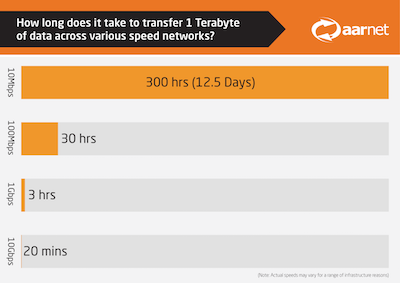 How long does it take to transfer 1 Terabyte
of data across various speed networks?
aarnet
10Mbps
300 hrs (12.5 Days)
100Mbps
30 hrs
1Gbps
3 hrs
10Gbps
20 mins
(Note: Actual speeds may vary for a range of infrastructure reasons)